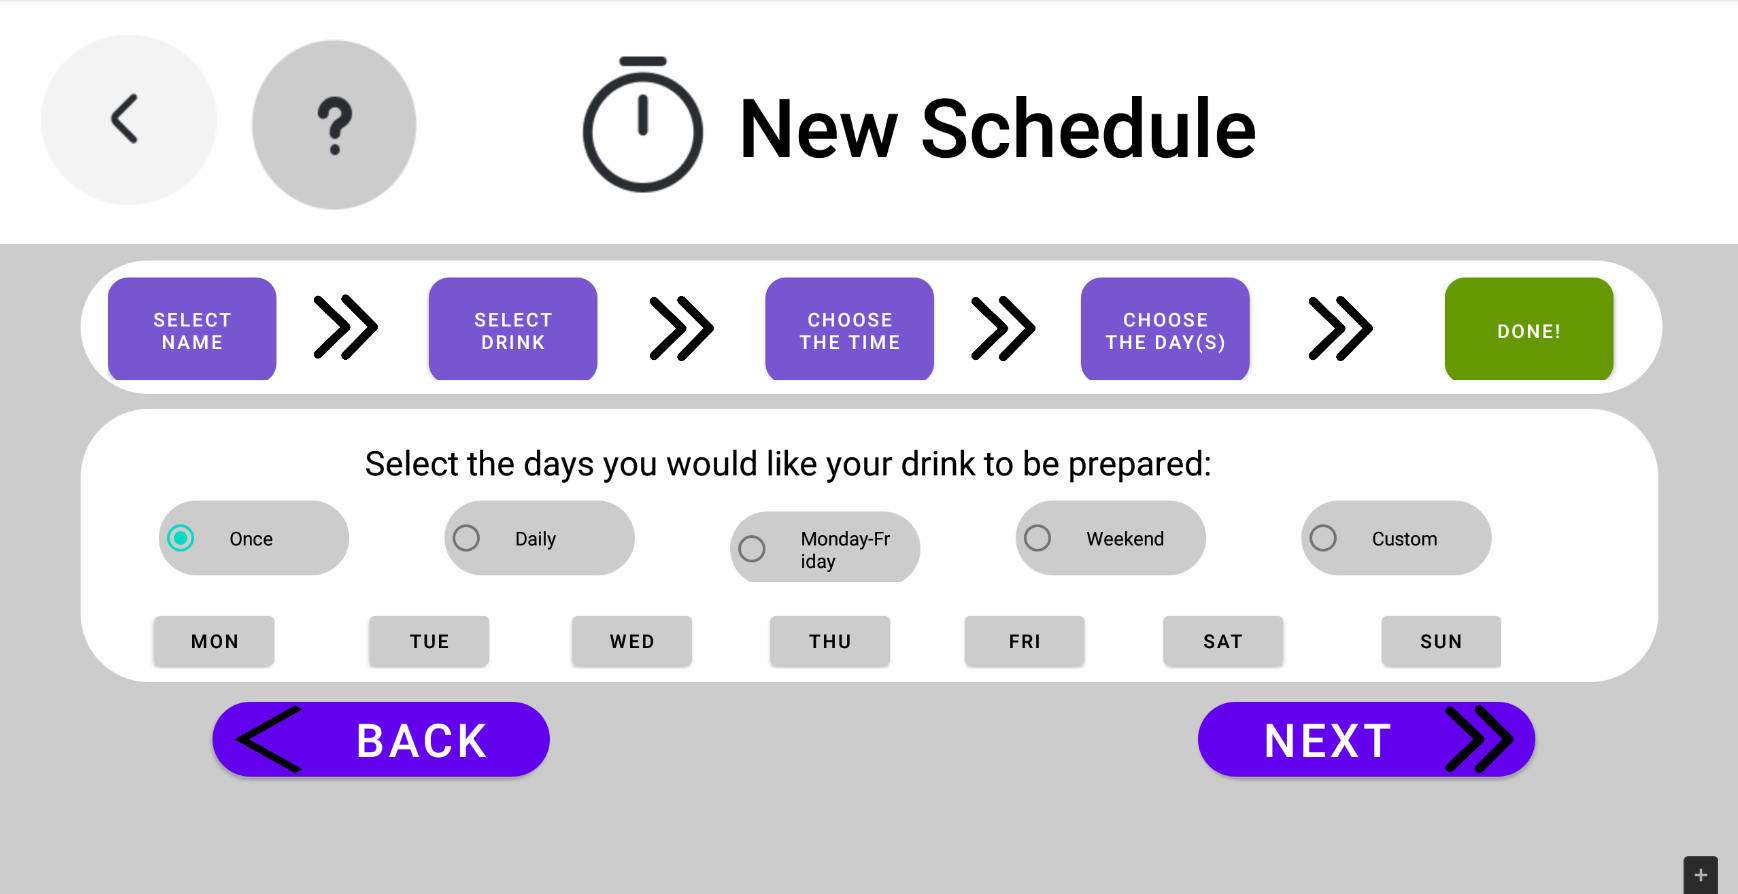 ?
New Schedule
SELECT
NAME
SELECT
DRINK
CHOOSE
THE TIME
CHOOSE
THE DAY(S)
DONE!
Select the days you would like your drink to be prepared:
Once
Daily
Monday-Fr
iday
Weekend
Custom
MON
TUE
WED
THU
FRI
SAT
SUN
BACK
NEXT
+